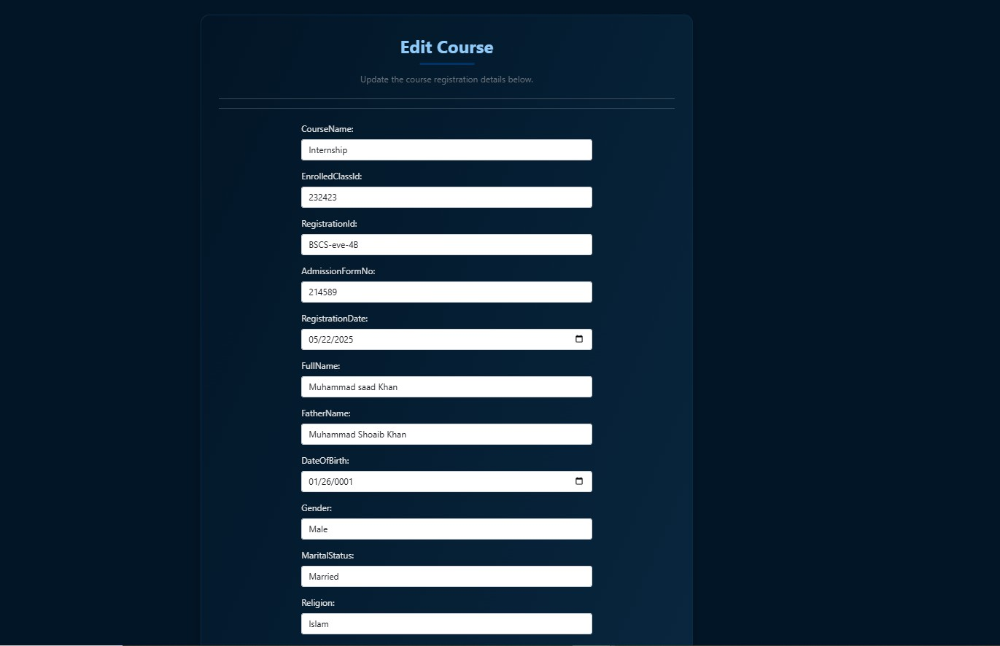 Edit Course
Update the course registration details below.
CourseName:
Internship
EnrolledClassId:
232423
RegistrationId:
BSCS-eve-4B
AdmissionFormNo:
214589
RegistrationDate:
05/22/2025
FullName:
Muhammad saad Khan
FatherName:
Muhammad Shoaib Khan
DateOfBirth:
01/26/0001
Gender:
Male
MaritalStatus:
Married
Religion:
Islam